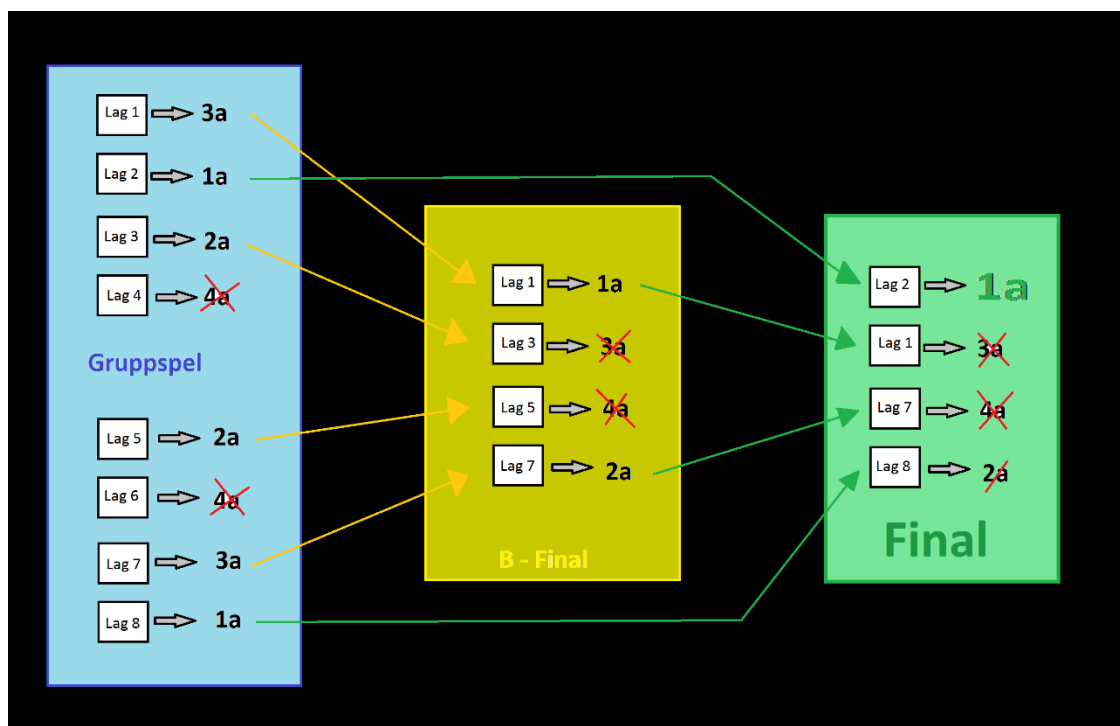 Lag 1 3a
Lag 2 1a
Lag 3 2a
Lag 4 4a
Gruppspel
Lag 5 2a
Lag 6 4a
Lag 7 3a
Lag 8 1a
Lag 1 1a
Lag 3 3a
Lag 5 4a
Lag 7 2a
B - Final
Lag 2 1a
Lag 1 3a
Lag 7 4a
Lag 8 2a
Final